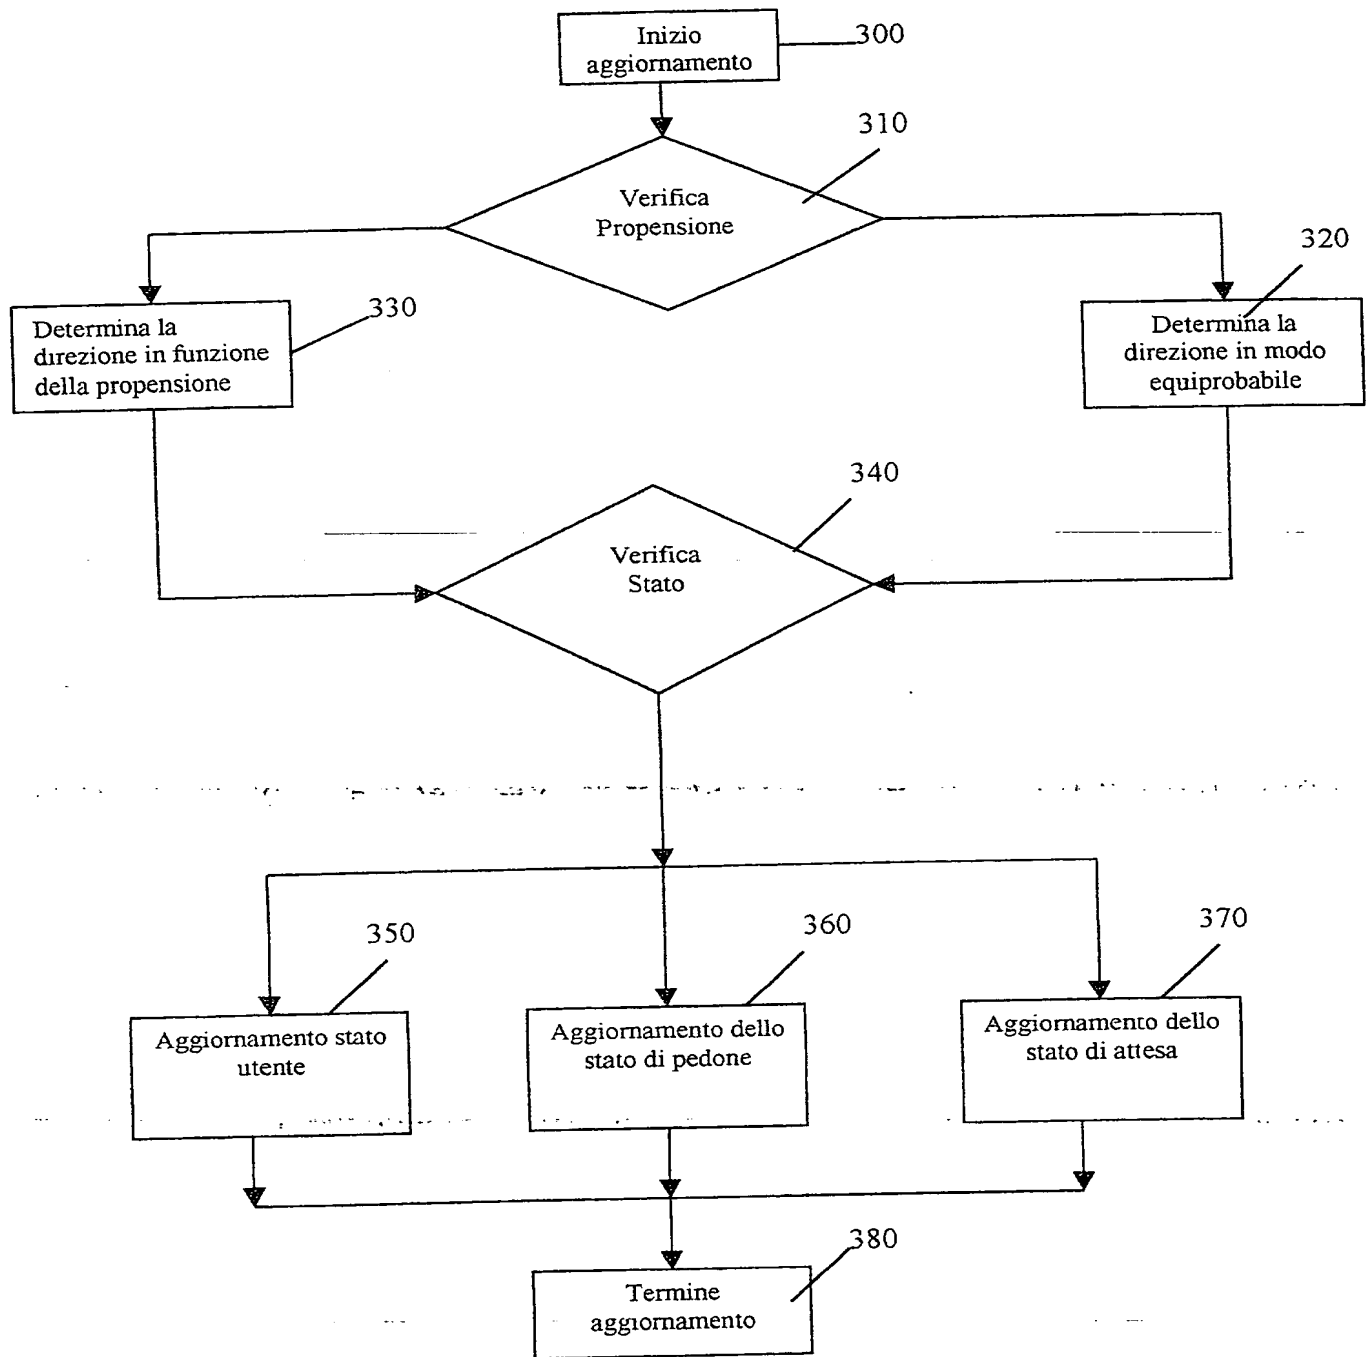 Inizio
aggiornamento
300
310
Verifica
Propensione
320
330
Determina la
direzione in funzione
della propensione
Determina la
direzione in modo
equiprobabile
340
Verifica
Stato
350
360
370
Aggiornamento stato
utente
Aggiornamento dello
stato di pedone
Aggiornamento dello
stato di attesa
380
Termine
aggiornamento